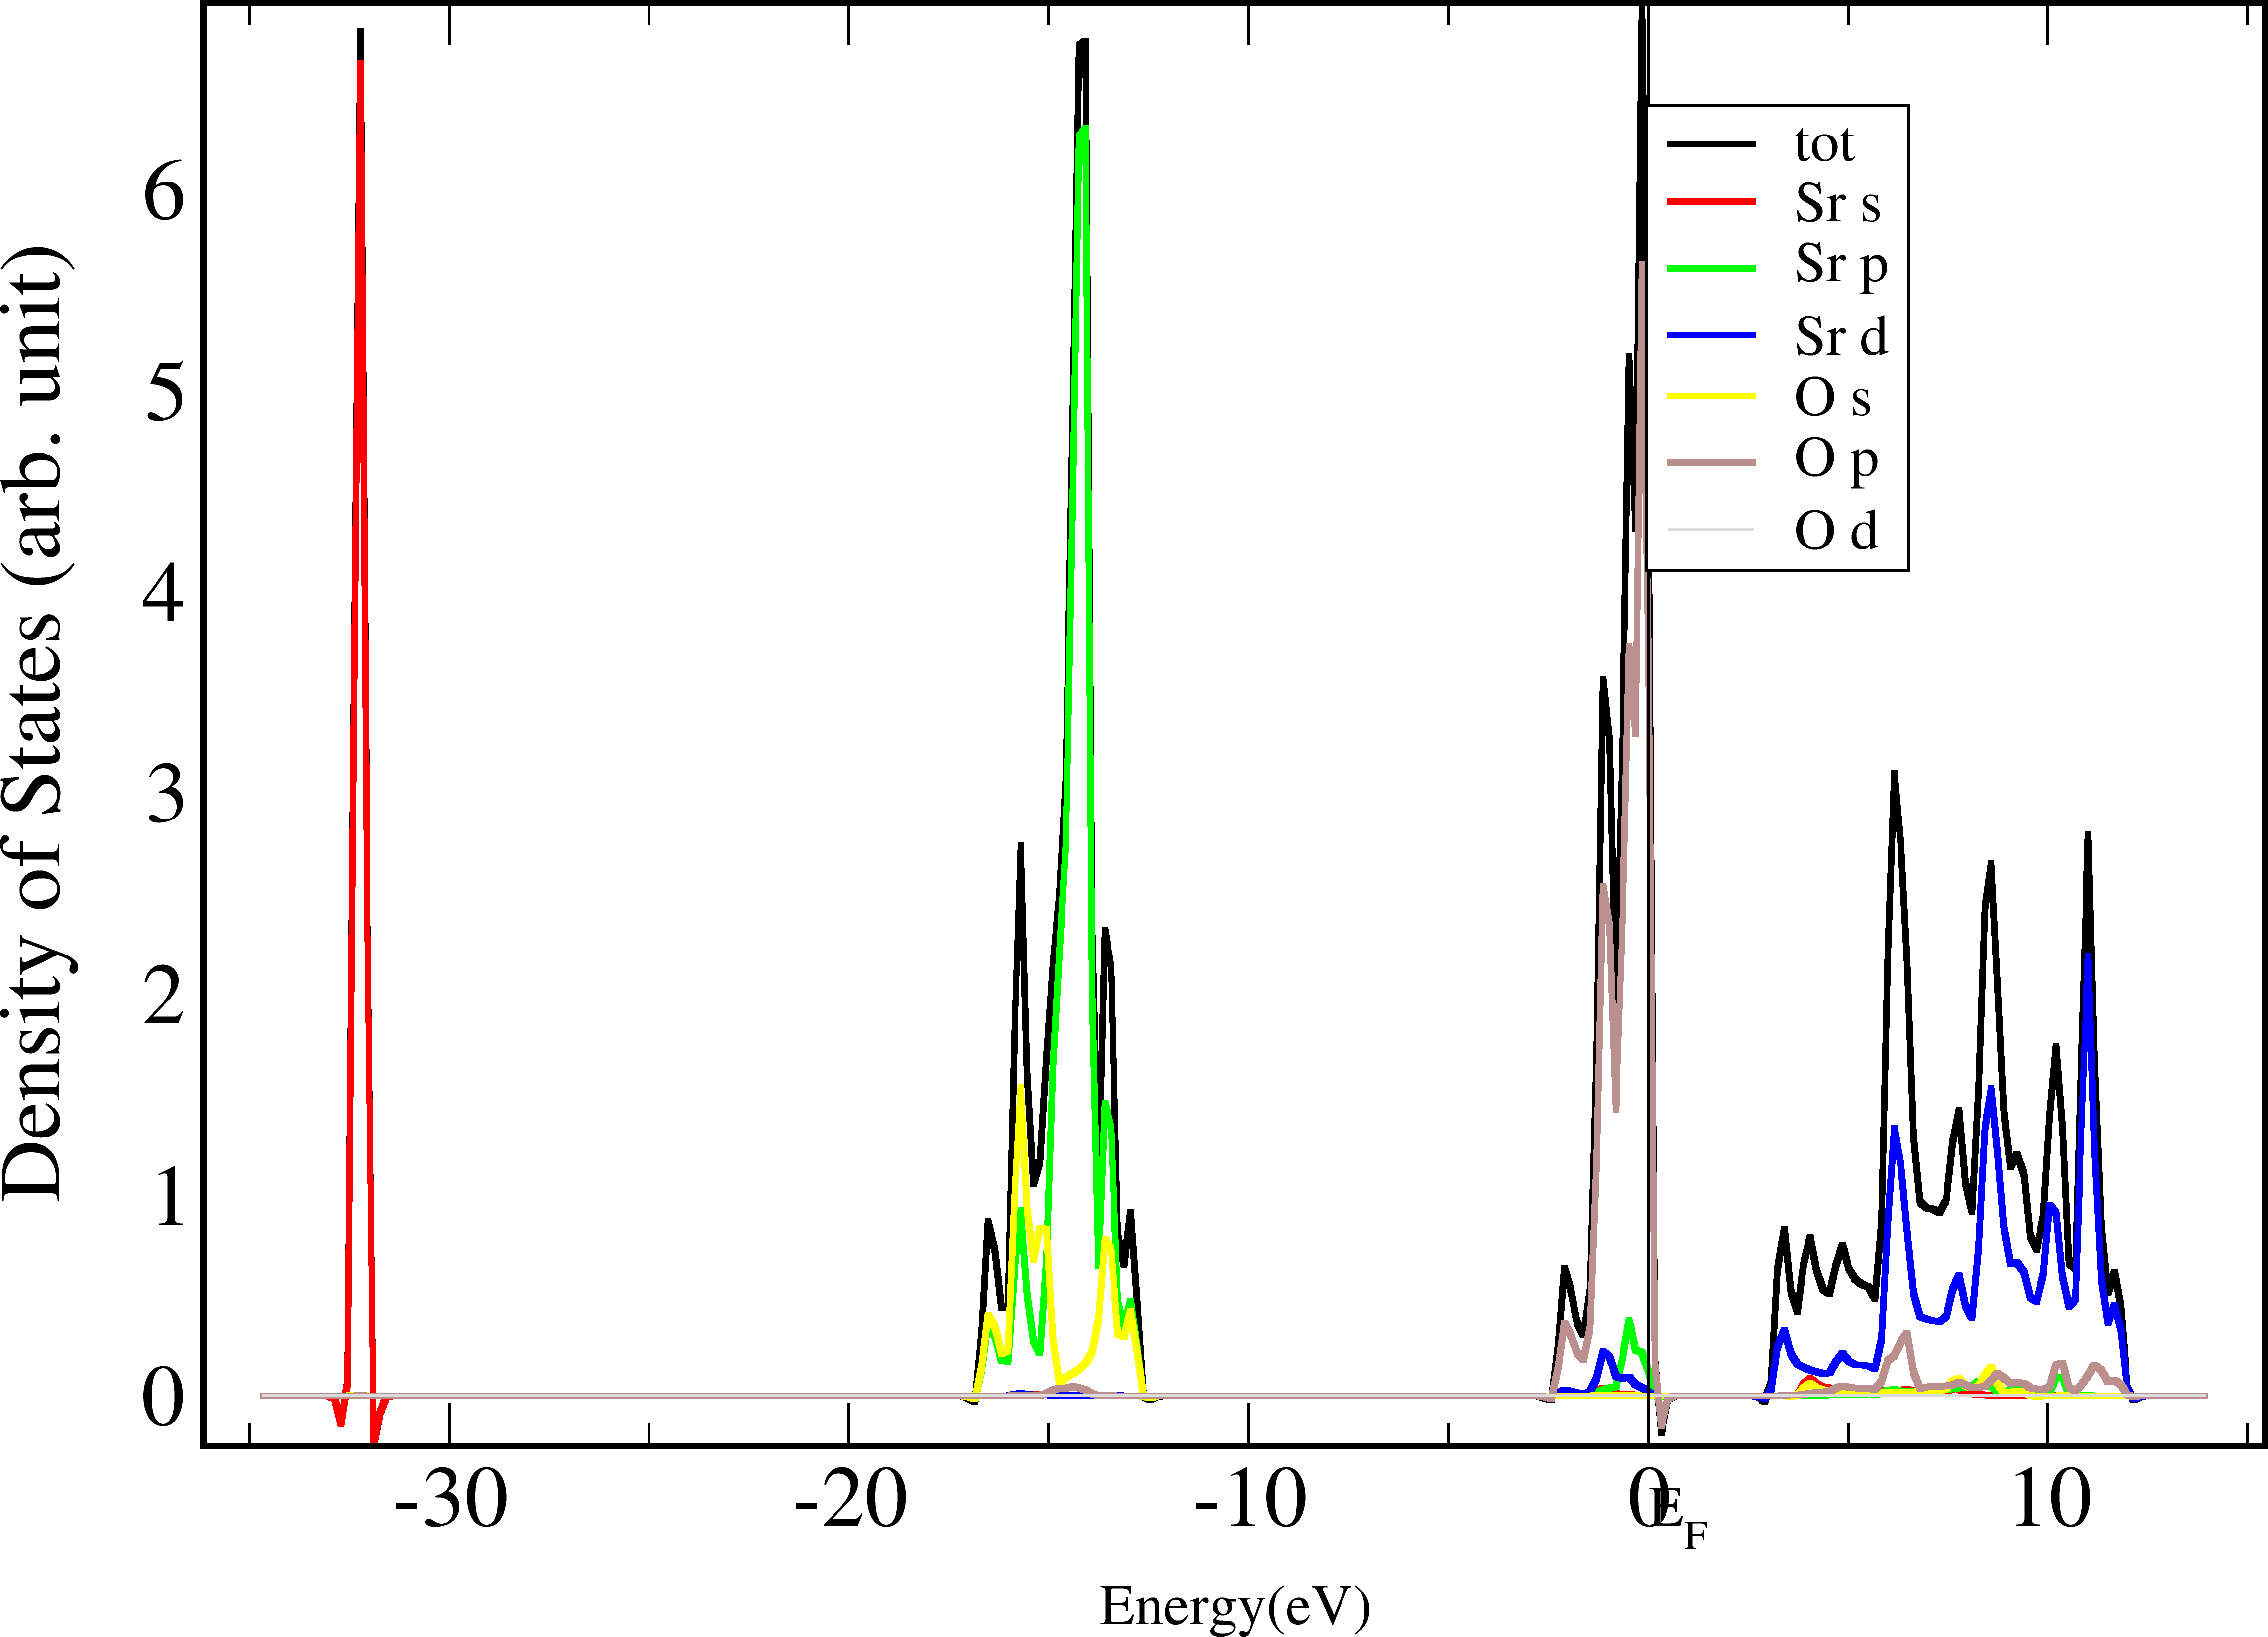 Density of States (arb. unit)
6
5
4
3
2
1
0
tot
Sr s
Sr p
Sr d
O s
O p
O d
-30 -20 -10 0 10
EF
Energy(eV)